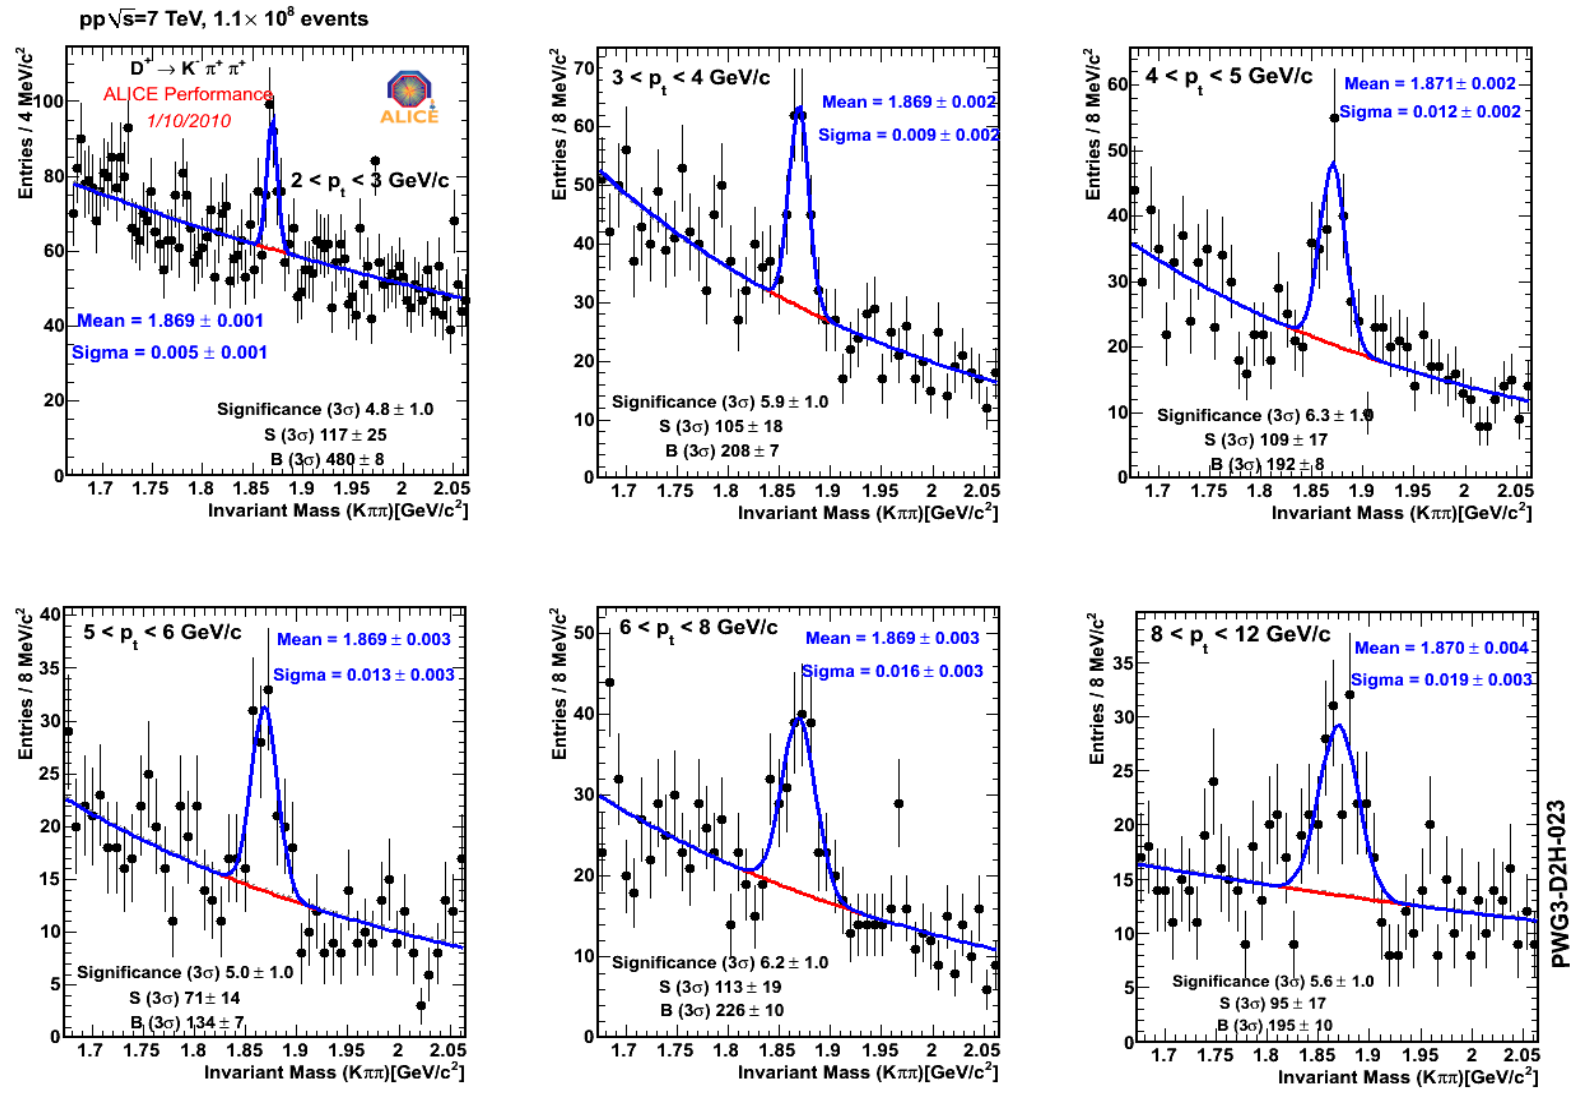 pp √s=7 TeV, 1.1× 10⁸ events
Entries / 4 MeV/c²
D⁺ → K⁻ π⁺ π⁺
ALICE Performance
1/10/2010
ALICE
2 < pₜ < 3 GeV/c
Mean = 1.869 ± 0.001
Sigma = 0.005 ± 0.001
Significance (3σ) 4.8 ± 1.0
S (3σ) 117 ± 25
B (3σ) 480 ± 8
0 20 40 60 80 100
1.7 1.75 1.8 1.85 1.9 1.95 2 2.05
Invariant Mass (Kππ)[GeV/c²]
Entries / 8 MeV/c²
3 < pₜ < 4 GeV/c
Mean = 1.869 ± 0.002
Sigma = 0.009 ± 0.002
Significance (3σ) 5.9 ± 1.0
S (3σ) 105 ± 18
B (3σ) 208 ± 7
0 10 20 30 40 50 60 70
1.7 1.75 1.8 1.85 1.9 1.95 2 2.05
Invariant Mass (Kππ)[GeV/c²]
Entries / 8 MeV/c²
4 < pₜ < 5 GeV/c
Mean = 1.871 ± 0.002
Sigma = 0.012 ± 0.002
Significance (3σ) 6.3 ± 1.0
S (3σ) 109 ± 17
B (3σ) 192 ± 8
0 10 20 30 40 50 60
1.7 1.75 1.8 1.85 1.9 1.95 2 2.05
Invariant Mass (Kππ)[GeV/c²]
Entries / 8 MeV/c²
5 < pₜ < 6 GeV/c
Mean = 1.869 ± 0.003
Sigma = 0.013 ± 0.003
Significance (3σ) 5.0 ± 1.0
S (3σ) 71 ± 14
B (3σ) 134 ± 7
0 5 10 15 20 25 30 35 40
1.7 1.75 1.8 1.85 1.9 1.95 2 2.05
Invariant Mass (Kππ)[GeV/c²]
Entries / 8 MeV/c²
6 < pₜ < 8 GeV/c
Mean = 1.869 ± 0.003
Sigma = 0.016 ± 0.003
Significance (3σ) 6.2 ± 1.0
S (3σ) 113 ± 19
B (3σ) 226 ± 10
0 10 20 30 40 50
1.7 1.75 1.8 1.85 1.9 1.95 2 2.05
Invariant Mass (Kππ)[GeV/c²]
Entries / 8 MeV/c²
8 < pₜ < 12 GeV/c
Mean = 1.870 ± 0.004
Sigma = 0.019 ± 0.003
Significance (3σ) 5.6 ± 1.0
S (3σ) 95 ± 17
B (3σ) 195 ± 10
0 5 10 15 20 25 30 35
1.7 1.75 1.8 1.85 1.9 1.95 2 2.05
Invariant Mass (Kππ)[GeV/c²]
PWG3-D2H-023